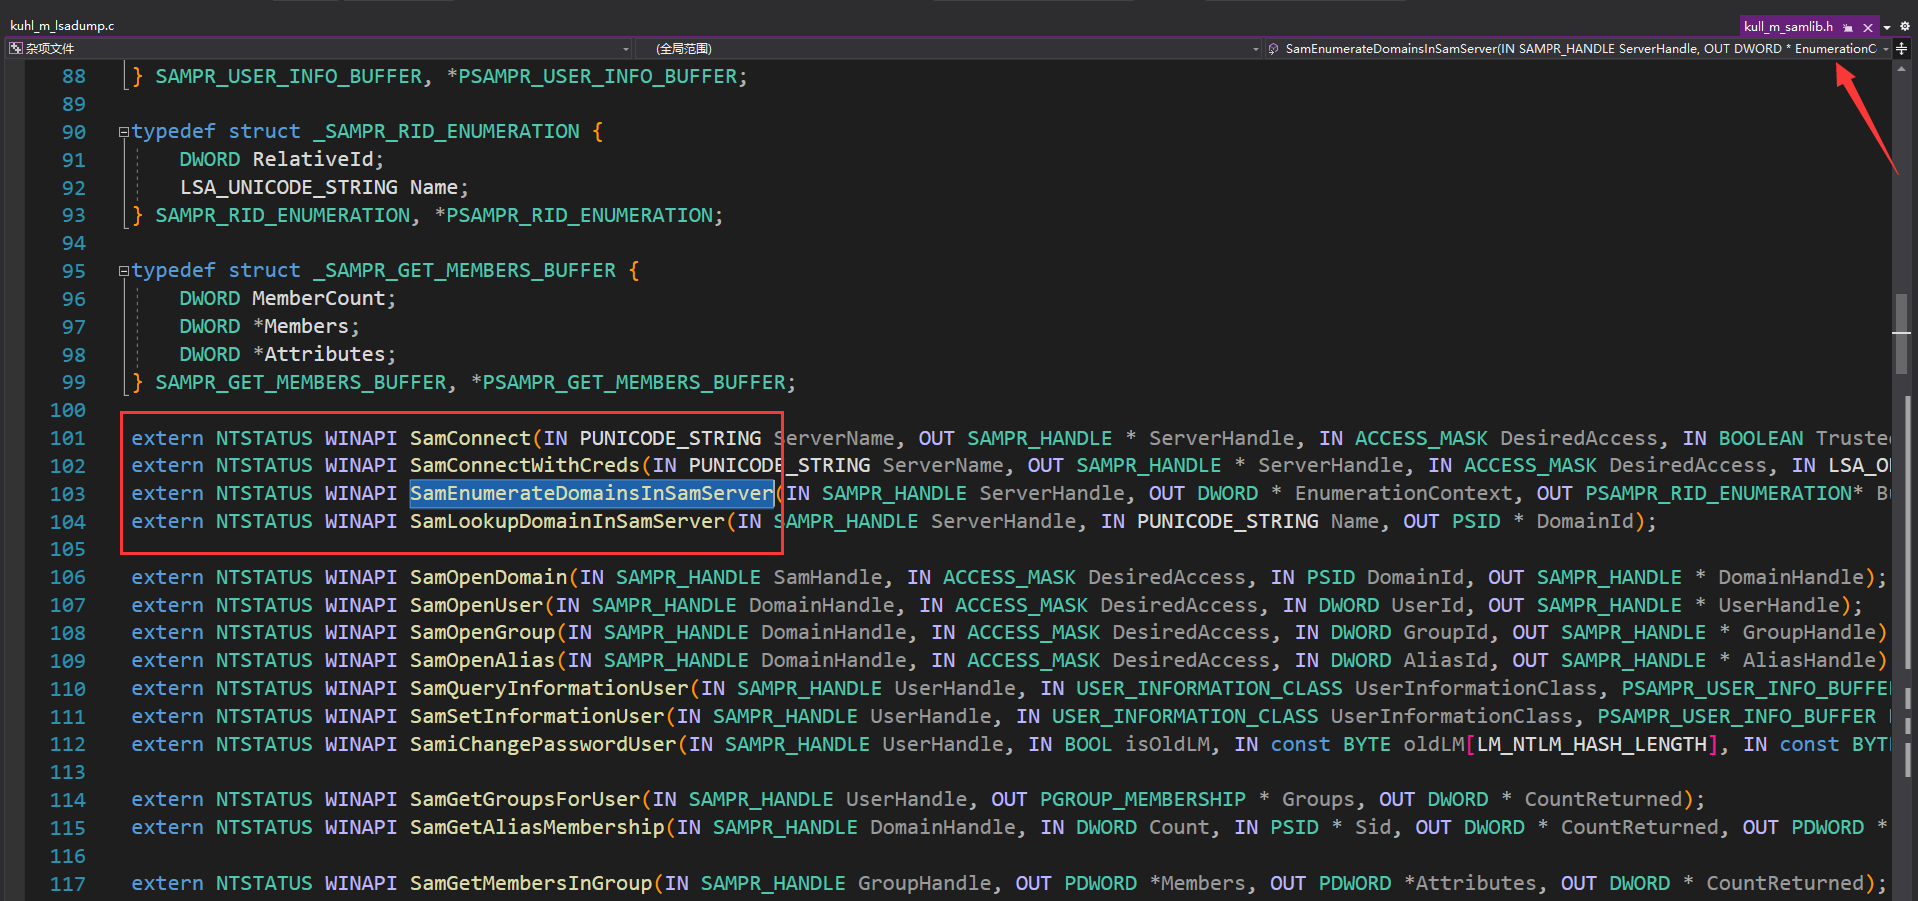 kuhl_m_lsadump.c
kull_m_samlib.h
杂项文件
(全局范围)
SamEnumerateDomainsInSamServer(IN SAMPR_HANDLE ServerHandle, OUT DWORD * EnumerationC
88 } SAMPR_USER_INFO_BUFFER, *PSAMPR_USER_INFO_BUFFER;
89
90 typedef struct _SAMPR_RID_ENUMERATION {
91 DWORD RelativeId;
92 LSA_UNICODE_STRING Name;
93 } SAMPR_RID_ENUMERATION, *PSAMPR_RID_ENUMERATION;
94
95 typedef struct _SAMPR_GET_MEMBERS_BUFFER {
96 DWORD MemberCount;
97 DWORD *Members;
98 DWORD *Attributes;
99 } SAMPR_GET_MEMBERS_BUFFER, *PSAMPR_GET_MEMBERS_BUFFER;
100
101 extern NTSTATUS WINAPI SamConnect(IN PUNICODE_STRING ServerName, OUT SAMPR_HANDLE * ServerHandle, IN ACCESS_MASK DesiredAccess, IN BOOLEAN Trusted
102 extern NTSTATUS WINAPI SamConnectWithCreds(IN PUNICODE_STRING ServerName, OUT SAMPR_HANDLE * ServerHandle, IN ACCESS_MASK DesiredAccess, IN LSA_O
103 extern NTSTATUS WINAPI SamEnumerateDomainsInSamServer(IN SAMPR_HANDLE ServerHandle, OUT DWORD * EnumerationContext, OUT PSAMPR_RID_ENUMERATION* B
104 extern NTSTATUS WINAPI SamLookupDomainInSamServer(IN SAMPR_HANDLE ServerHandle, IN PUNICODE_STRING Name, OUT PSID * DomainId);
105
106 extern NTSTATUS WINAPI SamOpenDomain(IN SAMPR_HANDLE SamHandle, IN ACCESS_MASK DesiredAccess, IN PSID DomainId, OUT SAMPR_HANDLE * DomainHandle);
107 extern NTSTATUS WINAPI SamOpenUser(IN SAMPR_HANDLE DomainHandle, IN ACCESS_MASK DesiredAccess, IN DWORD UserId, OUT SAMPR_HANDLE * UserHandle);
108 extern NTSTATUS WINAPI SamOpenGroup(IN SAMPR_HANDLE DomainHandle, IN ACCESS_MASK DesiredAccess, IN DWORD GroupId, OUT SAMPR_HANDLE * GroupHandle)
109 extern NTSTATUS WINAPI SamOpenAlias(IN SAMPR_HANDLE DomainHandle, IN ACCESS_MASK DesiredAccess, IN DWORD AliasId, OUT SAMPR_HANDLE * AliasHandle)
110 extern NTSTATUS WINAPI SamQueryInformationUser(IN SAMPR_HANDLE UserHandle, IN USER_INFORMATION_CLASS UserInformationClass, PSAMPR_USER_INFO_BUFFE
111 extern NTSTATUS WINAPI SamSetInformationUser(IN SAMPR_HANDLE UserHandle, IN USER_INFORMATION_CLASS UserInformationClass, PSAMPR_USER_INFO_BUFFER
112 extern NTSTATUS WINAPI SamiChangePasswordUser(IN SAMPR_HANDLE UserHandle, IN BOOL isOldLM, IN const BYTE oldLM[LM_NTLM_HASH_LENGTH], IN const BYT
113
114 extern NTSTATUS WINAPI SamGetGroupsForUser(IN SAMPR_HANDLE UserHandle, OUT PGROUP_MEMBERSHIP * Groups, OUT DWORD * CountReturned);
115 extern NTSTATUS WINAPI SamGetAliasMembership(IN SAMPR_HANDLE DomainHandle, IN DWORD Count, IN PSID * Sid, OUT DWORD * CountReturned, OUT PDWORD *
116
117 extern NTSTATUS WINAPI SamGetMembersInGroup(IN SAMPR_HANDLE GroupHandle, OUT PDWORD *Members, OUT PDWORD *Attributes, OUT DWORD * CountReturned);